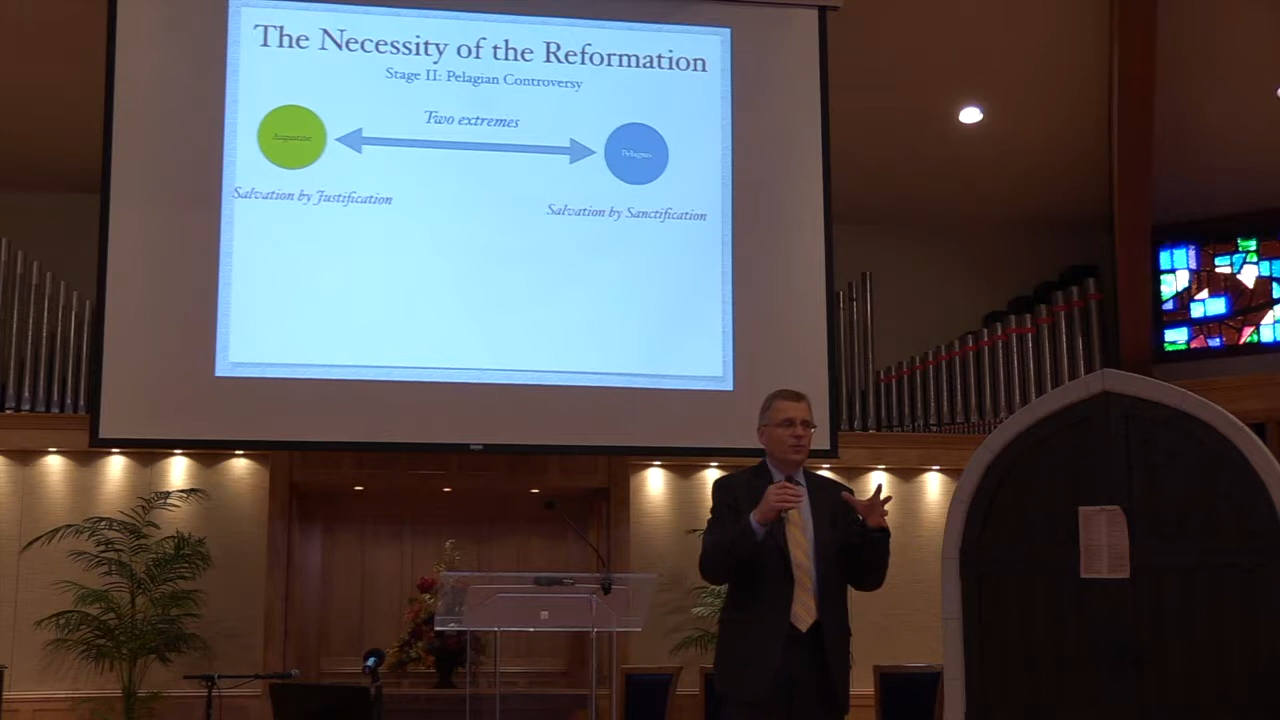 The Necessity of the Reformation
Stage II: Pelagian Controversy
Two extremes
Augustine
Pelagius
Salvation by Justification
Salvation by Sanctification